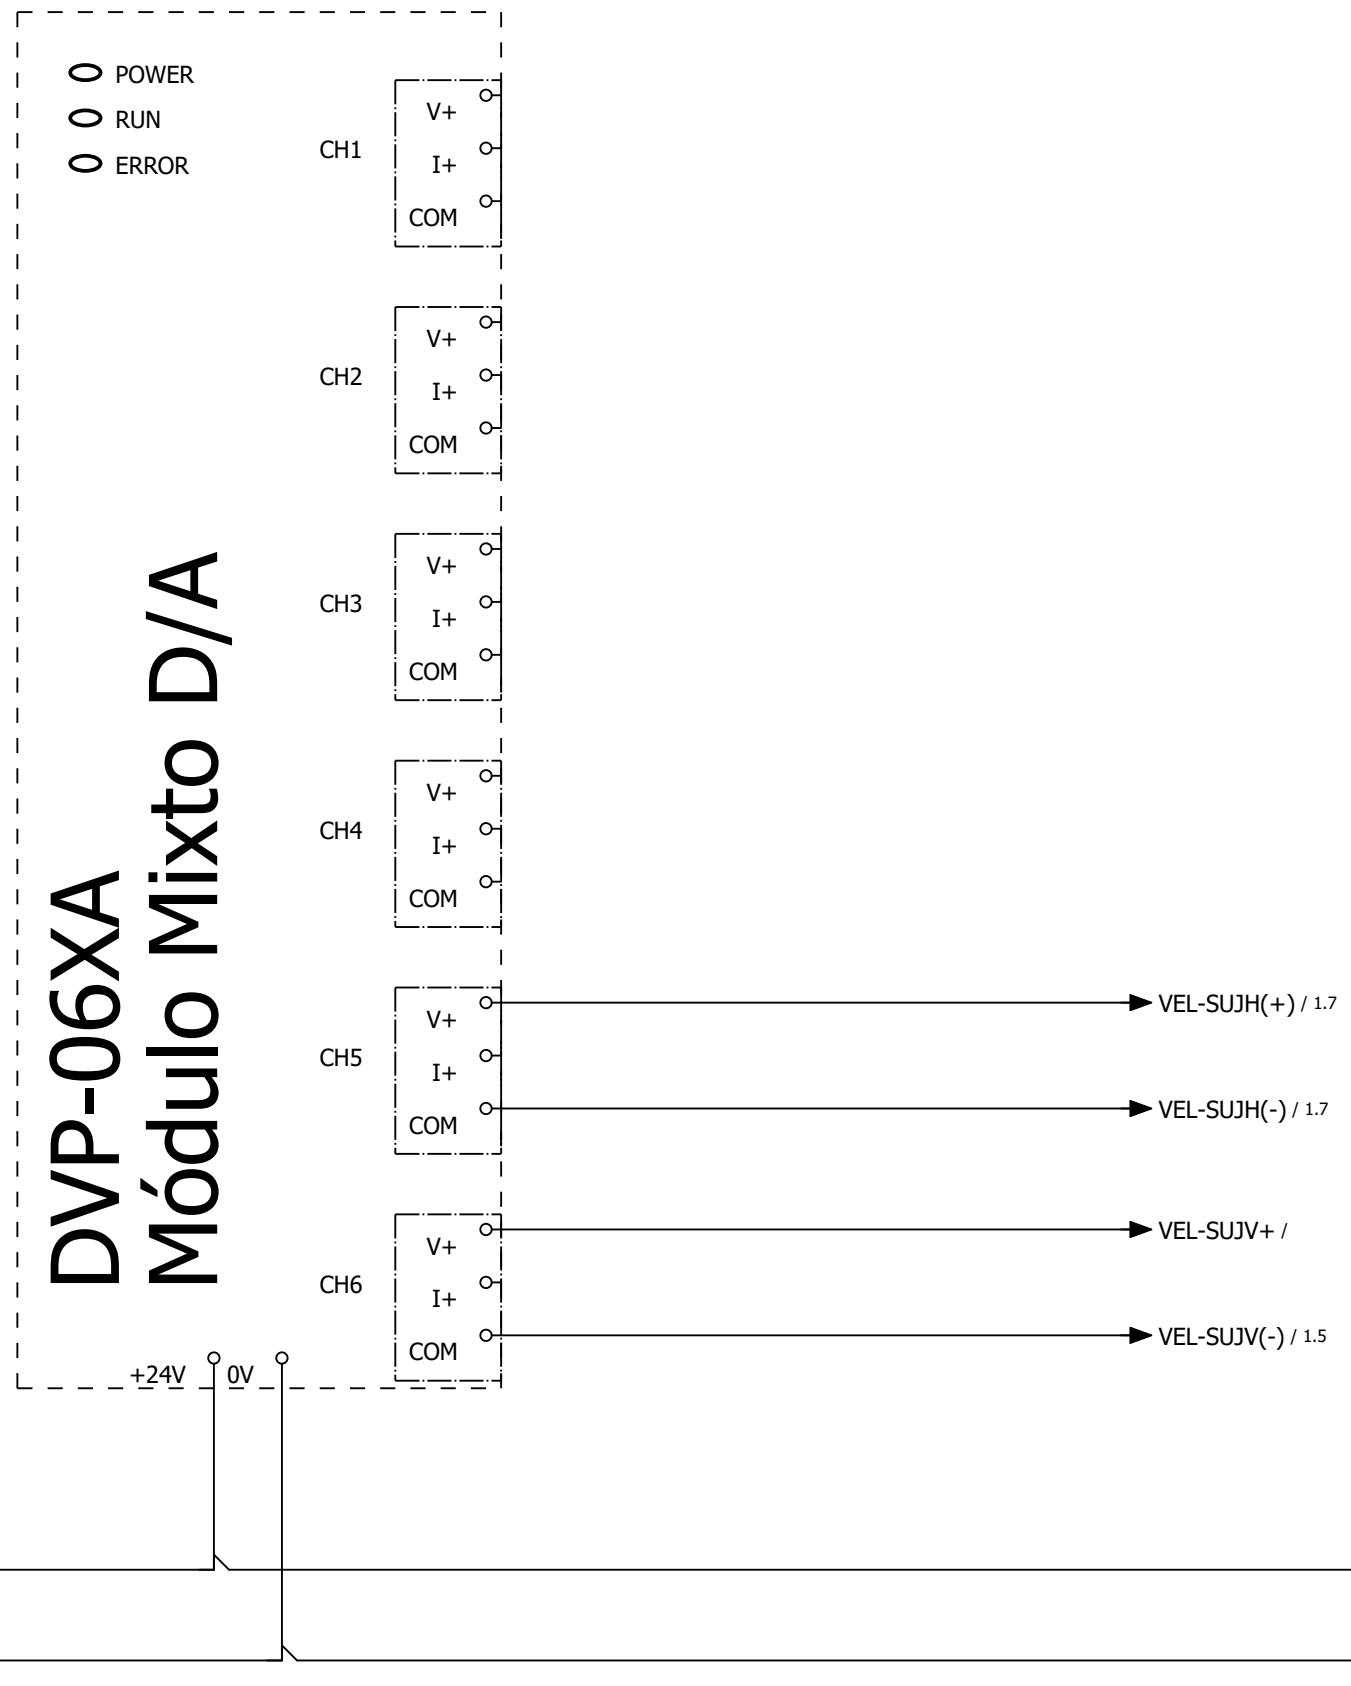 POWER
RUN
ERROR
CH1
V+
I+
COM
CH2
V+
I+
COM
CH3
V+
I+
COM
CH4
V+
I+
COM
DVP-06XA
Módulo Mixto D/A
CH5
V+
I+
COM
VEL-SUJH(+) / 1.7
VEL-SUJH(-) / 1.7
CH6
V+
I+
COM
VEL-SUJV+ /
VEL-SUJV(-) / 1.5
+24V
0V